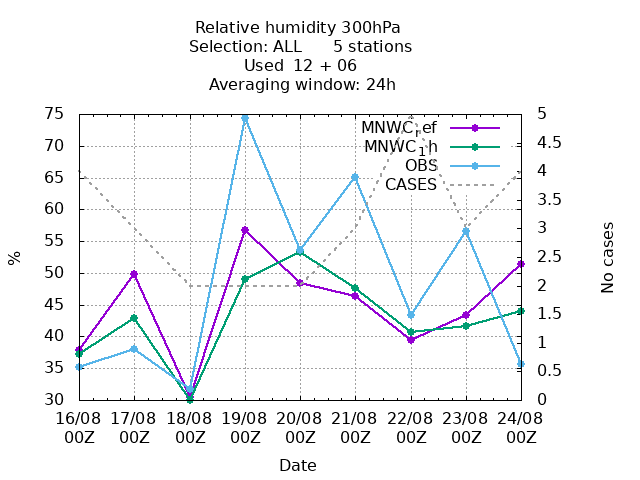 Relative humidity 300hPa
Selection: ALL 5 stations
Used 12 + 06
Averaging window: 24h
75 5
MNWC_ref
70 4.5
MNWC_1h
OBS
65 4
CASES
60 3.5
55 3
50 2.5
45 2
40 1.5
35 1
30 0.5
0
%
No cases
16/08 17/08 18/08 19/08 20/08 21/08 22/08 23/08 24/08
00Z 00Z 00Z 00Z 00Z 00Z 00Z 00Z 00Z
Date